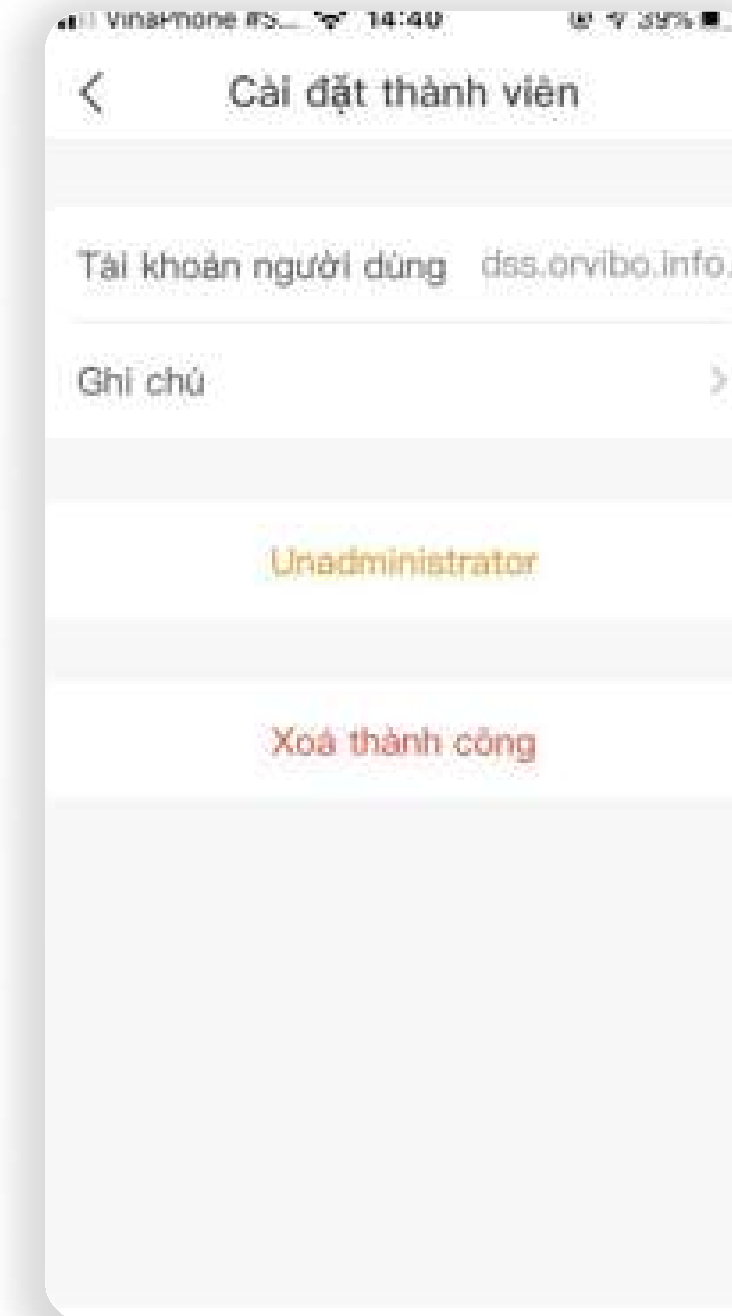 VinaPhone #S... 14:40 39%
Cài đặt thành viên
Tài khoản người dùng dss.orvibo.info.
Ghi chú
Unadministrator
Xoá thành công